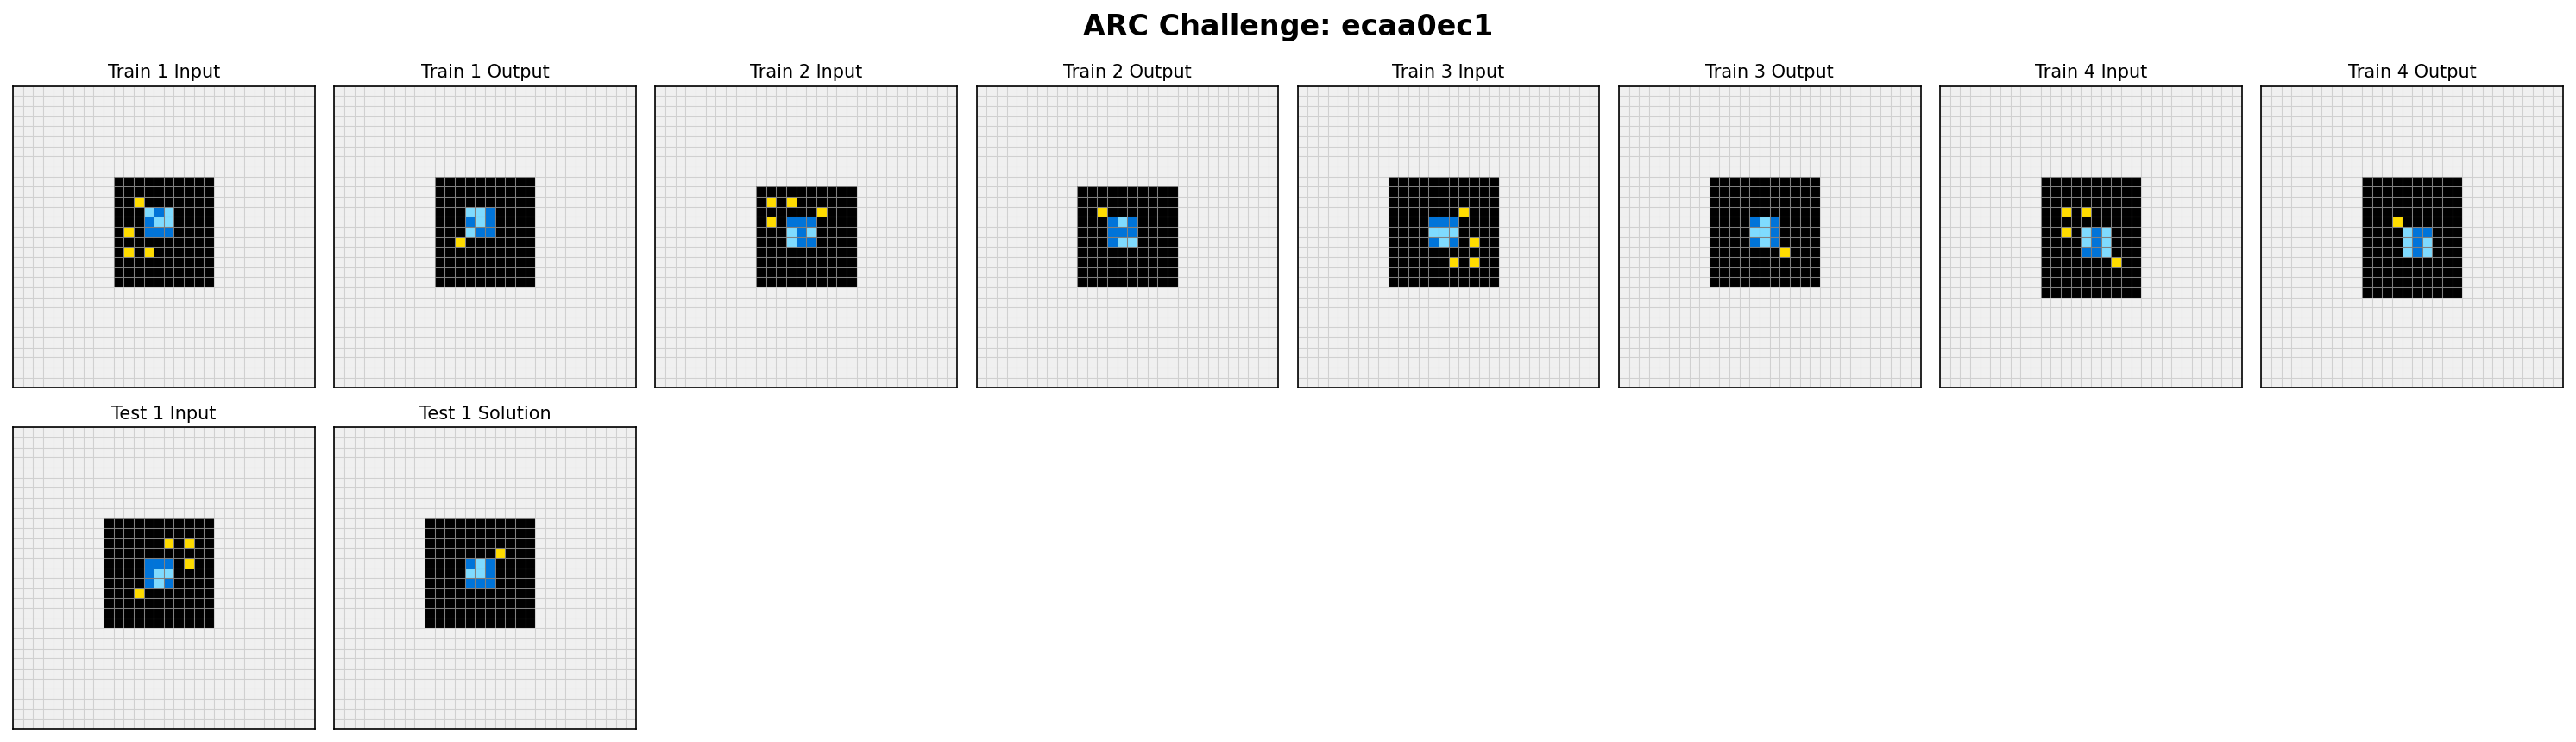 ARC Challenge: ecaa0ec1
Train 1 Input
Train 1 Output
Train 2 Input
Train 2 Output
Train 3 Input
Train 3 Output
Train 4 Input
Train 4 Output
Test 1 Input
Test 1 Solution